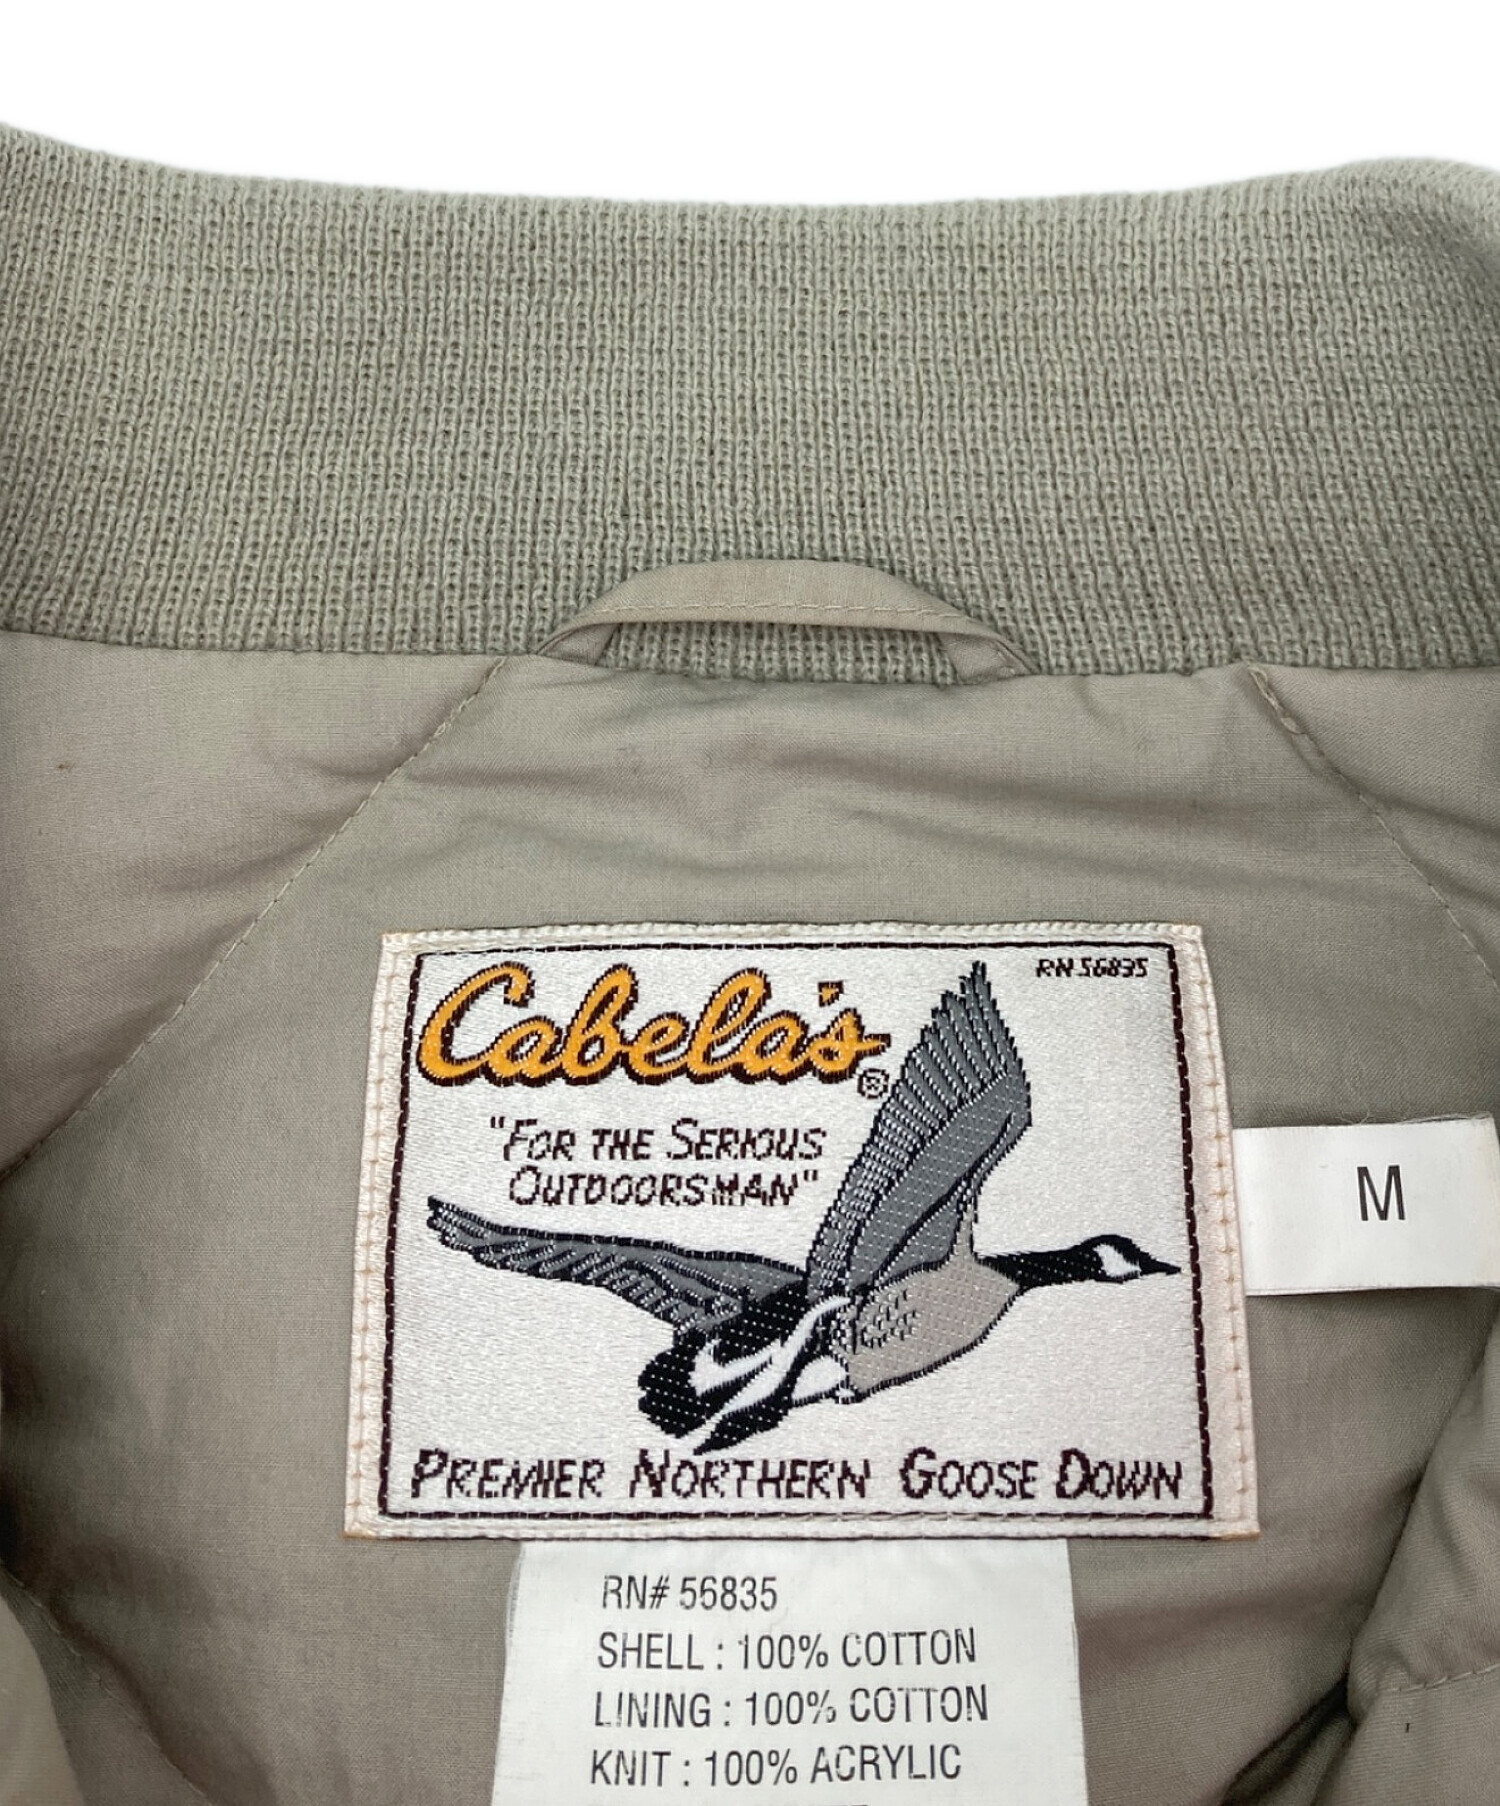 Cabela's®
RN 56835
"FOR THE SERIOUS
OUTDOORSMAN"
M
PREMIER NORTHERN GOOSE DOWN
RN# 56835
SHELL : 100% COTTON
LINING : 100% COTTON
KNIT : 100% ACRYLIC